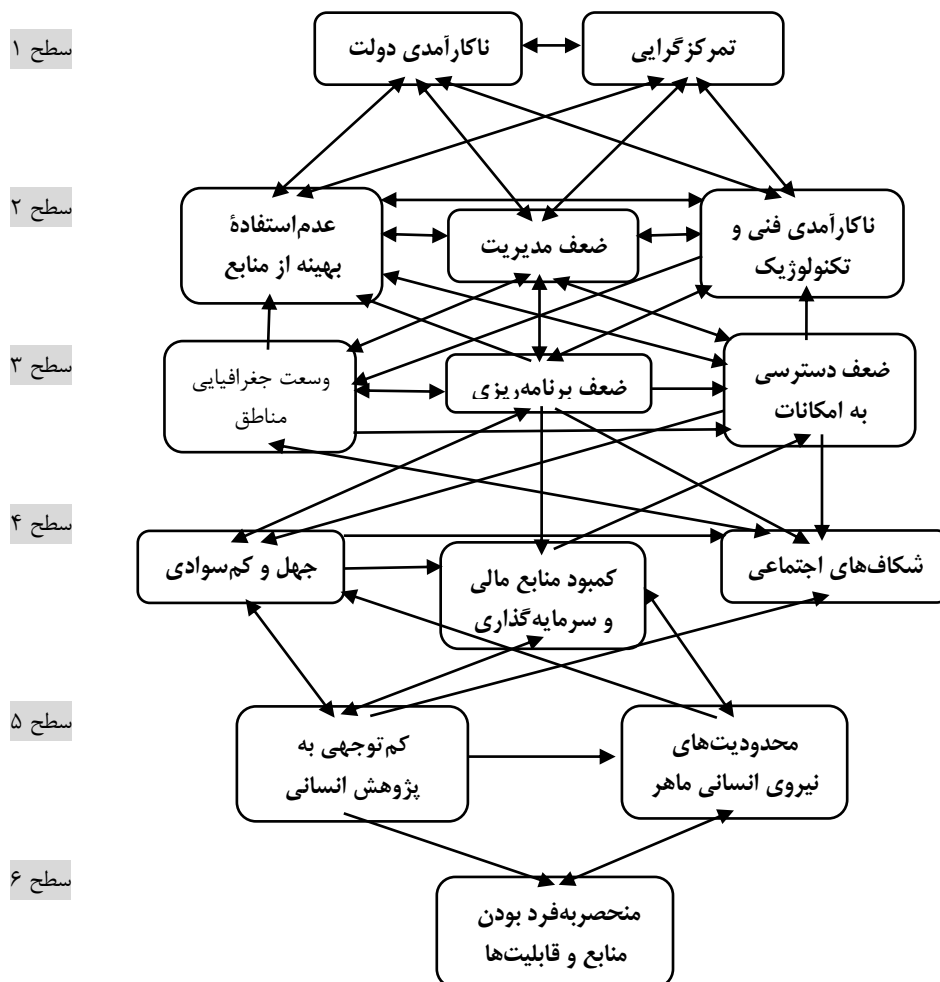 سطح ۱
تمرکزگرایی
ناکارآمدی دولت
سطح ۲
ناکارآمدی فنی و
تکنولوژیک
ضعف مدیریت
عدم‌استفادهٔ
بهینه از منابع
سطح ۳
ضعف دسترسی
به امکانات
ضعف برنامه‌ریزی
وسعت جغرافیایی
مناطق
سطح ۴
شکاف‌های اجتماعی
کمبود منابع مالی
و سرمایه‌گذاری
جهل و کم‌سوادی
سطح ۵
محدودیت‌های
نیروی انسانی ماهر
کم‌توجهی به
پژوهش انسانی
سطح ۶
منحصربه‌فرد بودن
منابع و قابلیت‌ها